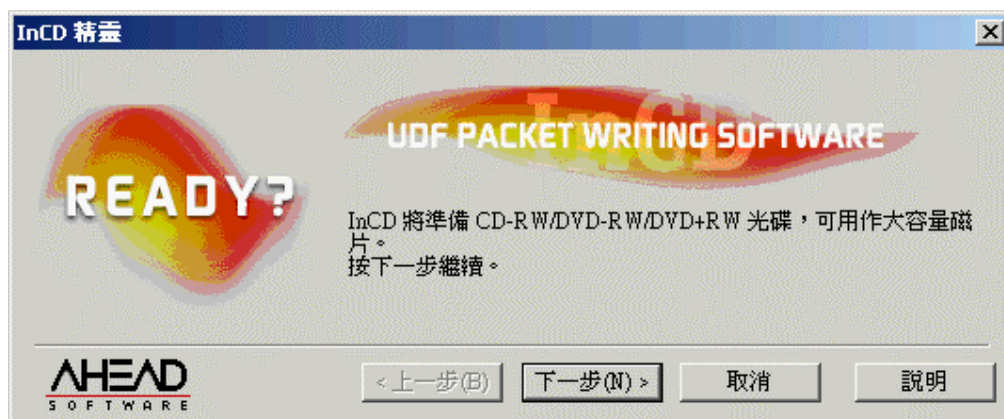 InCD 精靈
InCD
UDF PACKET WRITING SOFTWARE
READY?
InCD 將準備 CD-RW/DVD-RW/DVD+RW 光碟，可用作大容量磁
片。
按下一步繼續。
AHEAD
SOFTWARE
<上一步(B)
下一步(N) >
取消
說明